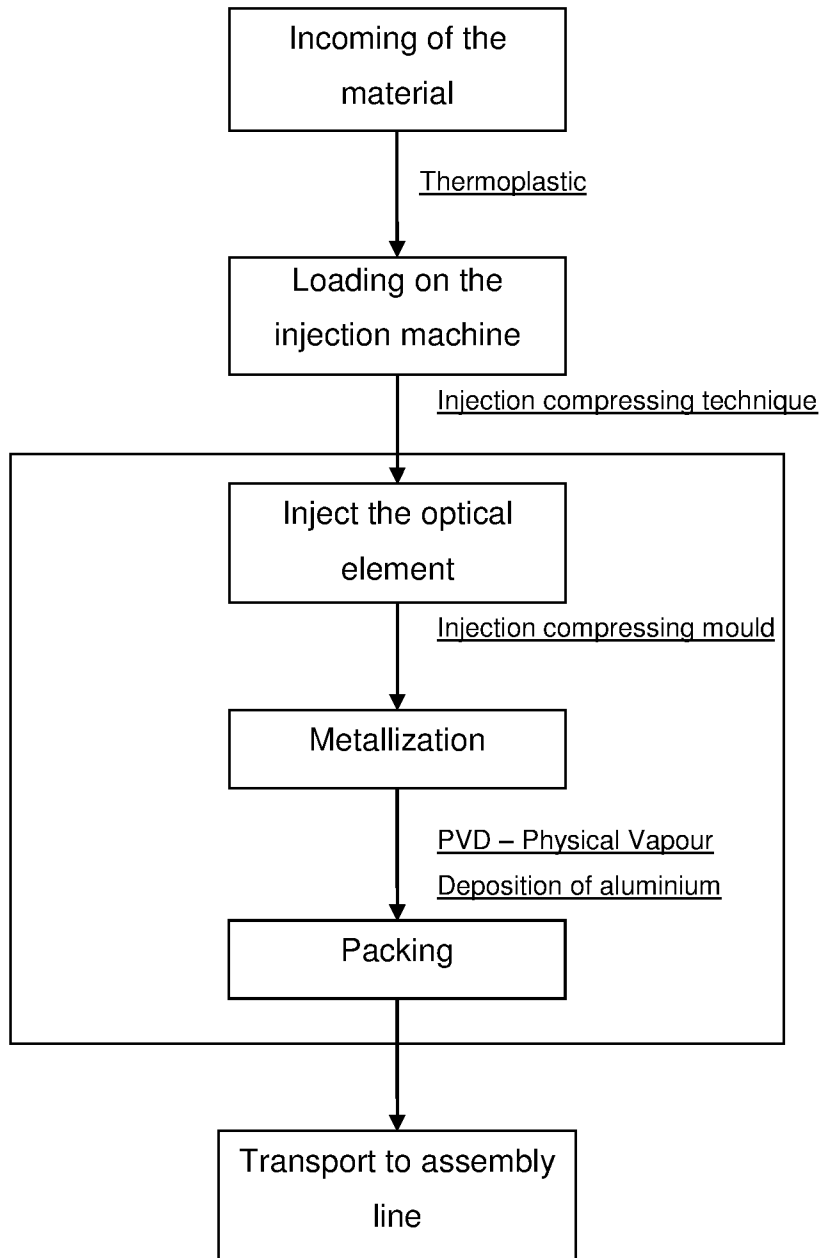 Incoming of the
material
Thermoplastic
Loading on the
injection machine
Injection compressing technique
Inject the optical
element
Injection compressing mould
Metallization
PVD – Physical Vapour
Deposition of aluminium
Packing
Transport to assembly
line